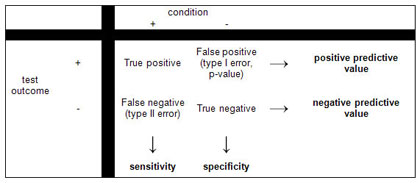 condition
+ -
+ True positive False positive
(type I error,
p-value) → positive predictive
value
test
outcome
- False negative
(type II error) True negative → negative predictive
value
↓ ↓
sensitivity specificity